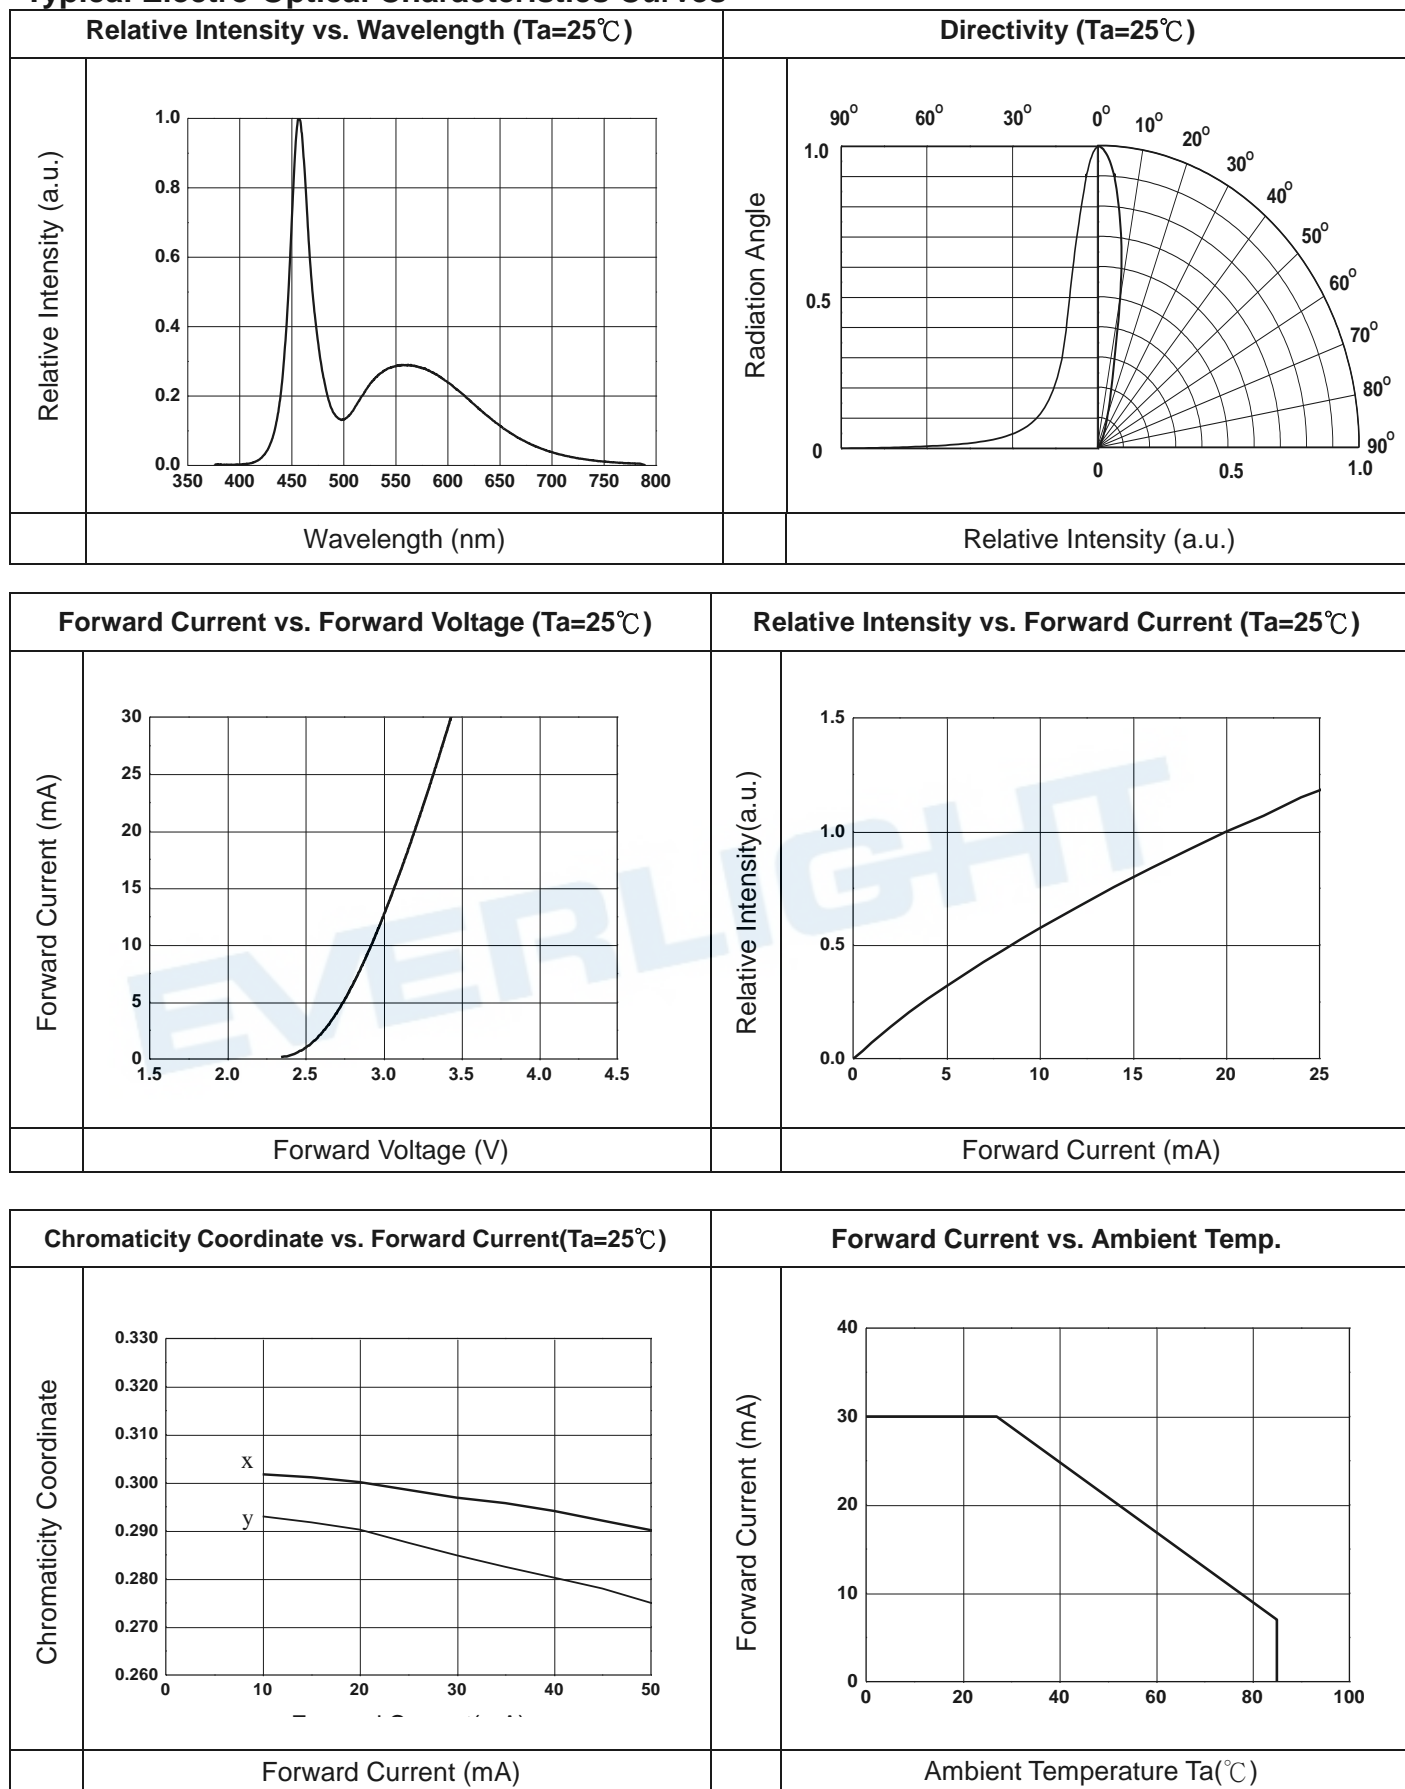 Typical Electro-Optical Characteristics Curves
Relative Intensity vs. Wavelength (Ta=25℃)
Directivity (Ta=25℃)
Relative Intensity (a.u.)
1.0
0.8
0.6
0.4
0.2
0.0
350 400 450 500 550 600 650 700 750 800
Wavelength (nm)
Radiation Angle
90° 60° 30° 0° 10° 20° 30° 40° 50° 60° 70° 80° 90°
1.0
0.5
0
0 0.5 1.0
Relative Intensity (a.u.)
Forward Current vs. Forward Voltage (Ta=25℃)
Relative Intensity vs. Forward Current (Ta=25℃)
Forward Current (mA)
30
25
20
15
10
5
0
1.5 2.0 2.5 3.0 3.5 4.0 4.5
Forward Voltage (V)
Relative Intensity(a.u.)
1.5
1.0
0.5
0.0
0 5 10 15 20 25
Forward Current (mA)
EVERLIGHT
Chromaticity Coordinate vs. Forward Current(Ta=25℃)
Forward Current vs. Ambient Temp.
Chromaticity Coordinate
0.330
0.320
0.310
0.300
0.290
0.280
0.270
0.260
x
y
0 10 20 30 40 50
Forward Current (mA)
Forward Current (mA)
40
30
20
10
0
0 20 40 60 80 100
Ambient Temperature Ta(℃)